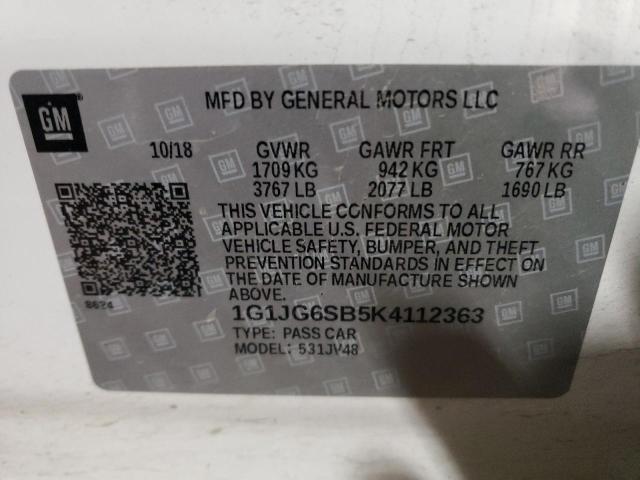 GM
MFD BY GENERAL MOTORS LLC
10/18 GVWR GAWR FRT GAWR RR
1709 KG 942 KG 767 KG
3767 LB 2077 LB 1690 LB
THIS VEHICLE CONFORMS TO ALL
APPLICABLE U.S. FEDERAL MOTOR
VEHICLE SAFETY, BUMPER, AND THEFT
PREVENTION STANDARDS IN EFFECT ON
THE DATE OF MANUFACTURE SHOWN
ABOVE.
8624
1G1JG6SB5K4112363
TYPE: PASS CAR
MODEL: 531JV48